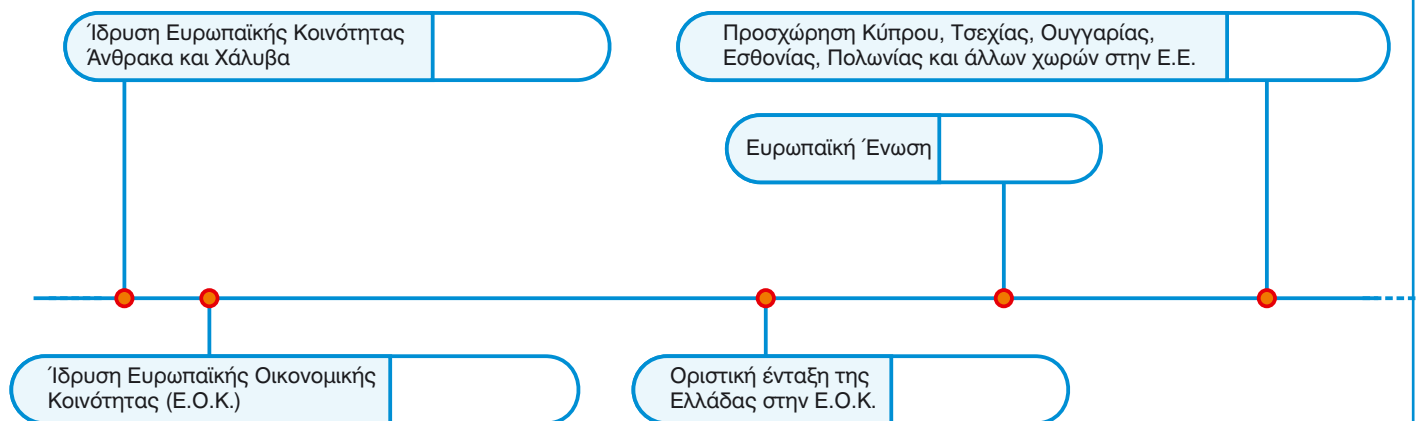 Ίδρυση Ευρωπαϊκής Κοινότητας
Άνθρακα και Χάλυβα
Προσχώρηση Κύπρου, Τσεχίας, Ουγγαρίας,
Εσθονίας, Πολωνίας και άλλων χωρών στην Ε.Ε.
Ευρωπαϊκή Ένωση
Ίδρυση Ευρωπαϊκής Οικονομικής
Κοινότητας (Ε.Ο.Κ.)
Οριστική ένταξη της
Ελλάδας στην Ε.Ο.Κ.